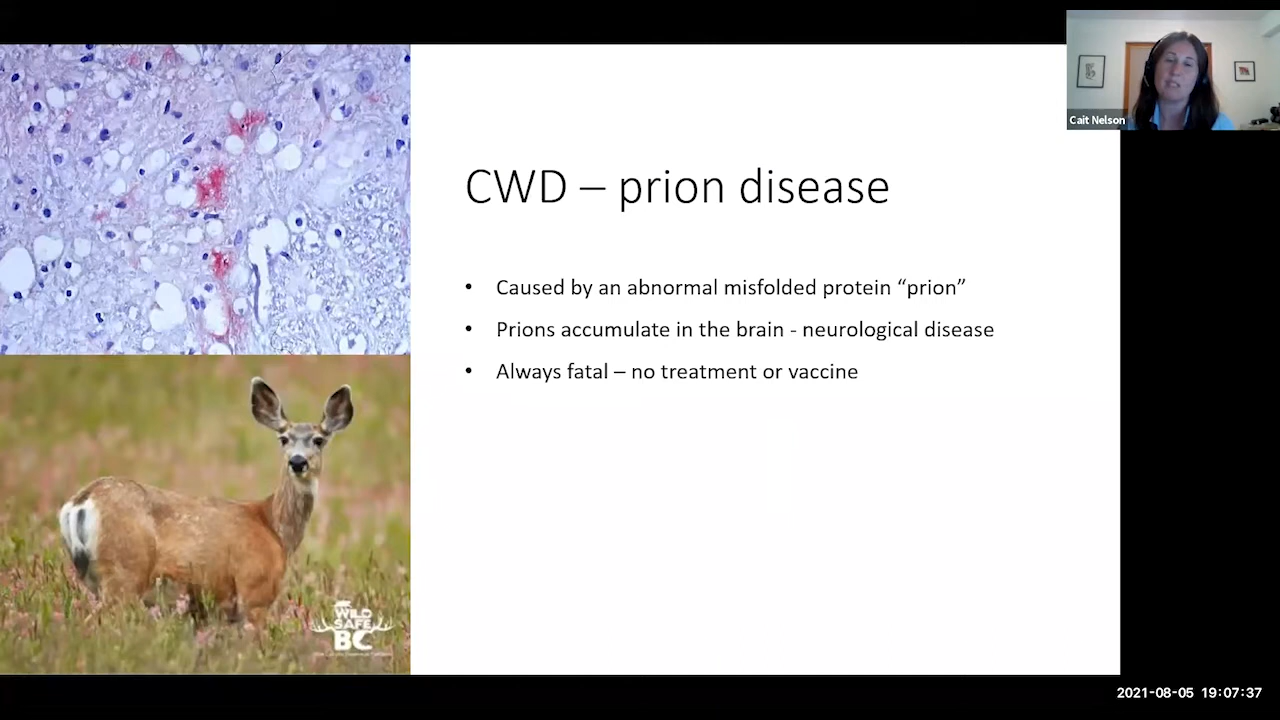 Cait Nelson
CWD – prion disease
• Caused by an abnormal misfolded protein “prion”
• Prions accumulate in the brain - neurological disease
• Always fatal – no treatment or vaccine
WILD
SAFE
BC
2021-08-05 19:07:37